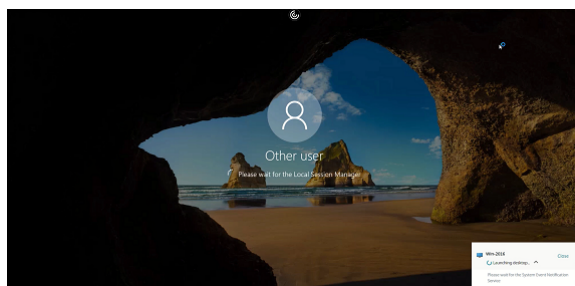 Other user
Please wait for the Local Session Manager
Win-2016
Close
Launching desktop...
Please wait for the System Event Notification
Service